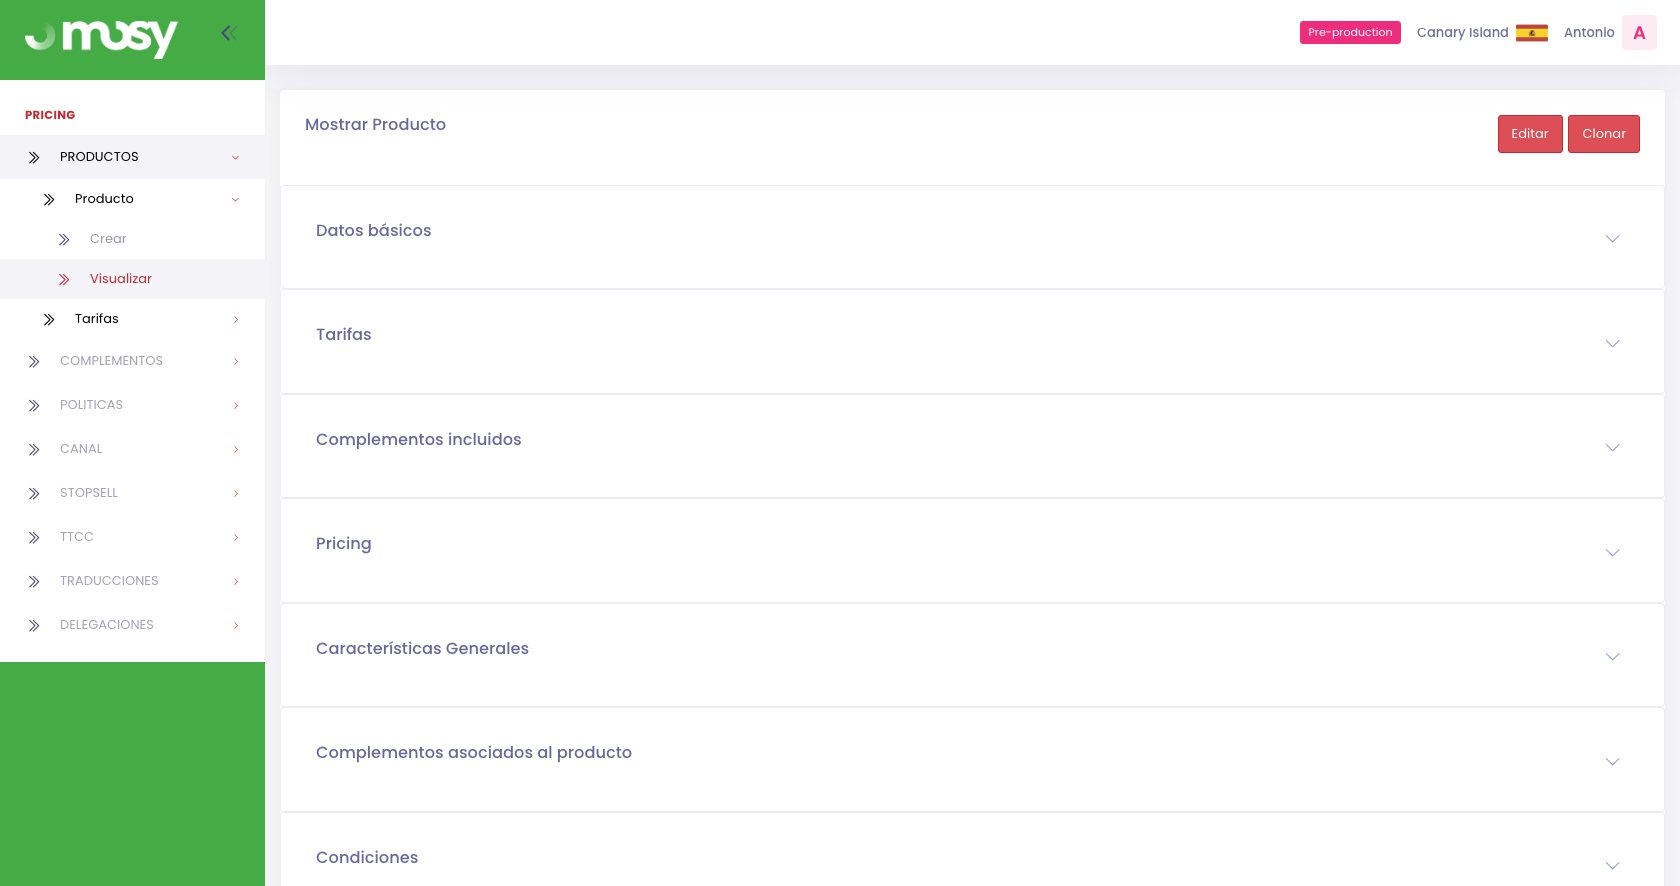 mosy
Pre-production
Canary Island
Antonio
A
PRICING
PRODUCTOS
Producto
Crear
Visualizar
Tarifas
COMPLEMENTOS
POLITICAS
CANAL
STOPSELL
TTCC
TRADUCCIONES
DELEGACIONES
Mostrar Producto
Editar
Clonar
Datos básicos
Tarifas
Complementos incluidos
Pricing
Características Generales
Complementos asociados al producto
Condiciones